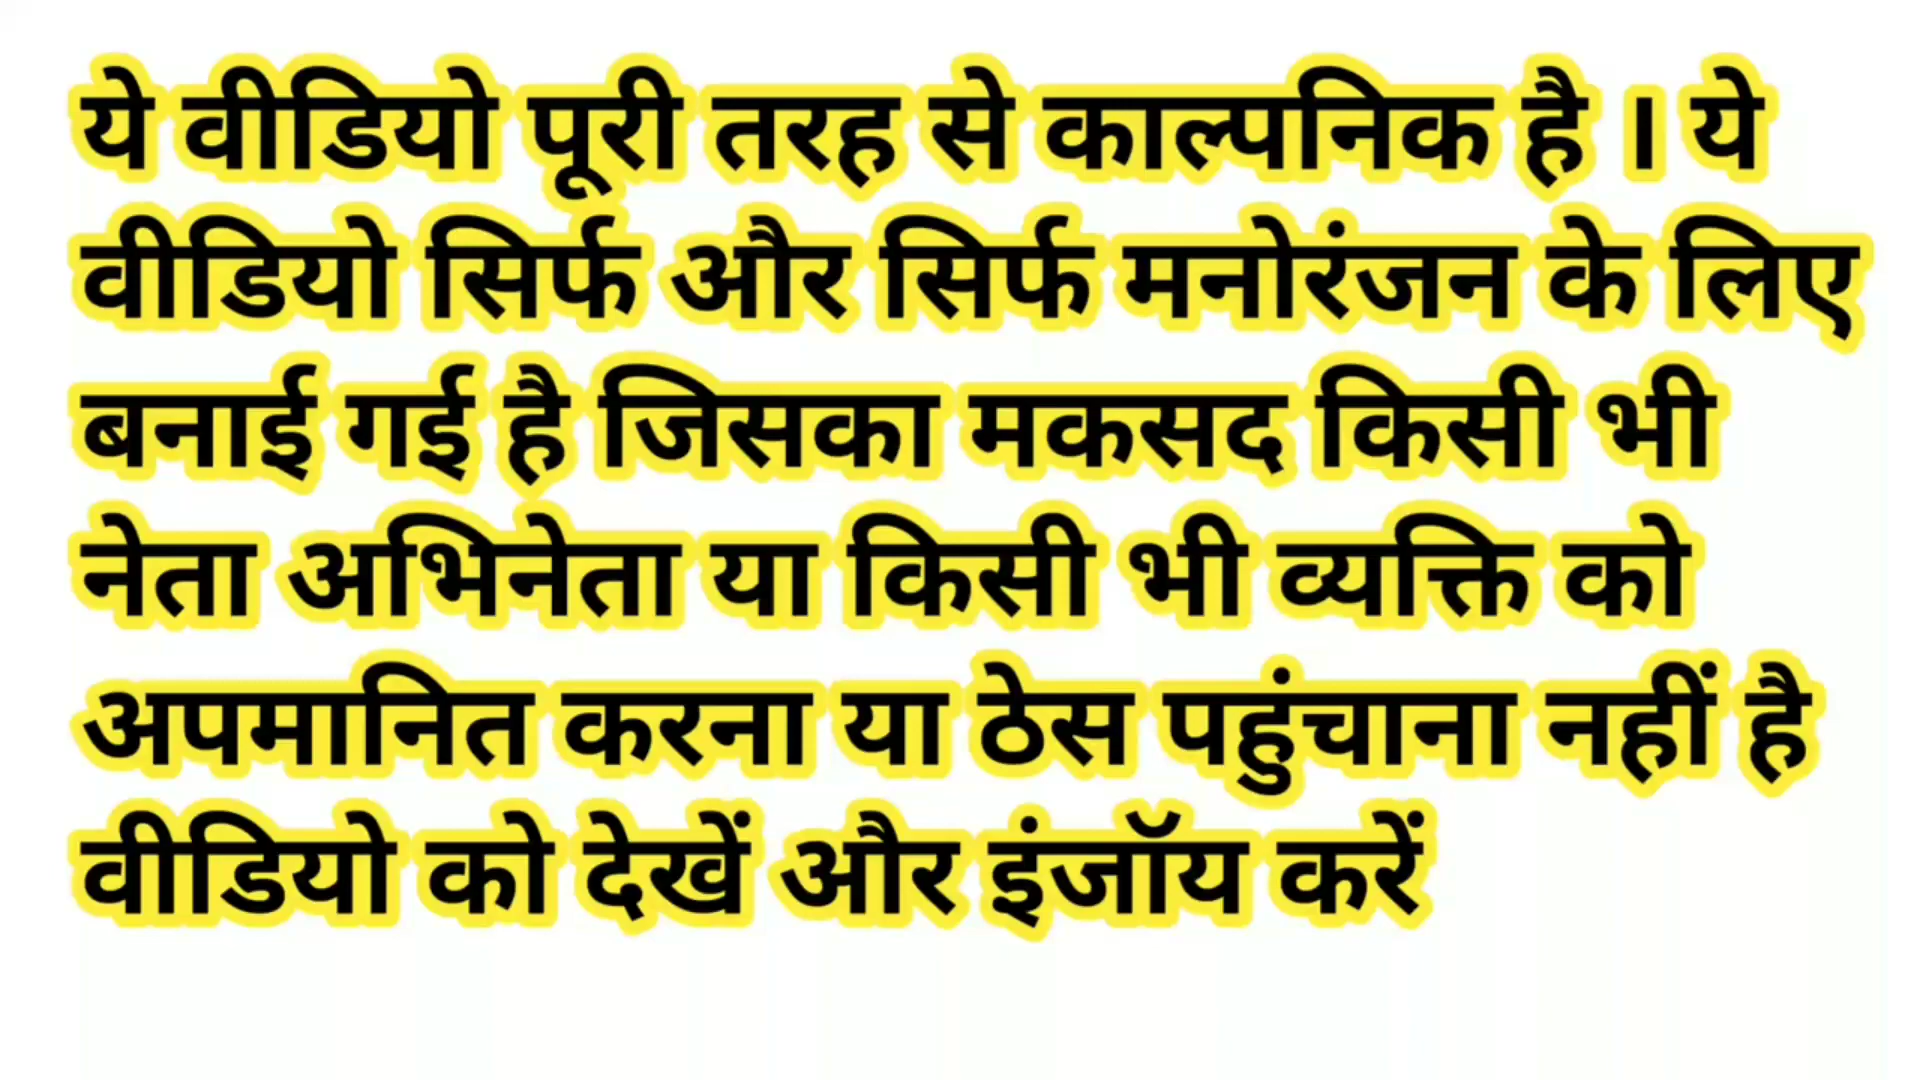 ये वीडियो पूरी तरह से काल्पनिक है । ये
वीडियो सिर्फ और सिर्फ मनोरंजन के लिए
बनाई गई है जिसका मकसद किसी भी
नेता अभिनेता या किसी भी व्यक्ति को
अपमानित करना या ठेस पहुंचाना नहीं है
वीडियो को देखें और इंजॉय करें